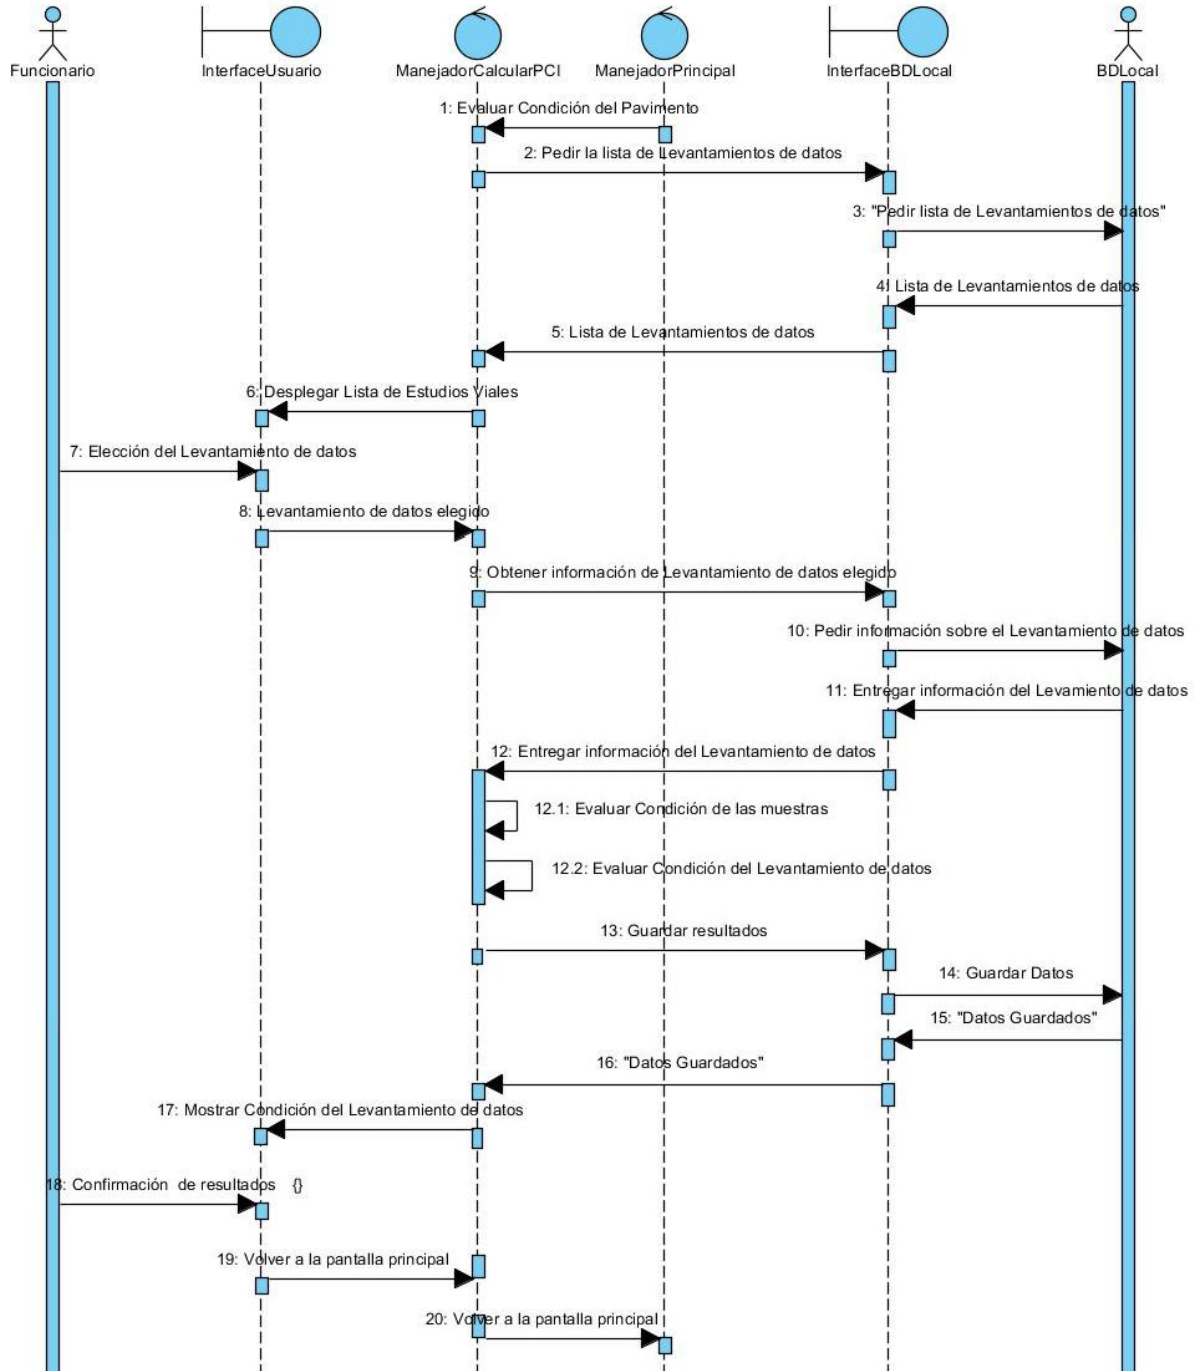 Funcionario
InterfaceUsuario
ManejadorCalcularPCI
ManejadorPrincipal
InterfaceBDLocal
BDLocal
1: Evaluar Condición del Pavimento
2: Pedir la lista de Levantamientos de datos
3: "Pedir lista de Levantamientos de datos"
4: Lista de Levantamientos de datos
5: Lista de Levantamientos de datos
6: Desplegar Lista de Estudios Viales
7: Elección del Levantamiento de datos
8: Levantamiento de datos elegido
9: Obtener información de Levantamiento de datos elegido
10: Pedir información sobre el Levantamiento de datos
11: Entregar información del Levamiento de datos
12: Entregar información del Levantamiento de datos
12.1: Evaluar Condición de las muestras
12.2: Evaluar Condición del Levantamiento de datos
13: Guardar resultados
14: Guardar Datos
15: "Datos Guardados"
16: "Datos Guardados"
17: Mostrar Condición del Levantamiento de datos
18: Confirmación de resultados {}
19: Volver a la pantalla principal
20: Volver a la pantalla principal